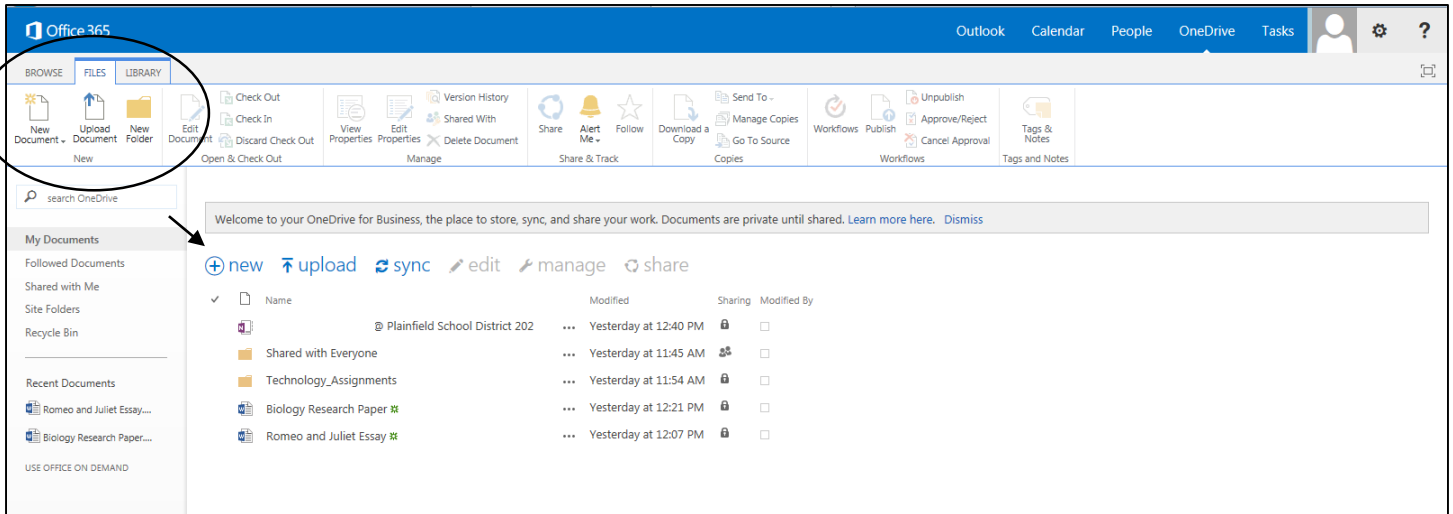 Office 365
Outlook Calendar People OneDrive Tasks ?
BROWSE FILES LIBRARY
New Document
Upload Document
New Folder
New
Edit Document
Check Out
Check In
Discard Check Out
Open & Check Out
View Properties
Edit Properties
Version History
Shared With
Delete Document
Manage
Share
Alert Me
Follow
Share & Track
Download a Copy
Send To
Manage Copies
Go To Source
Copies
Workflows
Publish
Unpublish
Approve/Reject
Cancel Approval
Workflows
Tags & Notes
Tags and Notes
search OneDrive
My Documents
Followed Documents
Shared with Me
Site Folders
Recycle Bin
Recent Documents
Romeo and Juliet Essay....
Biology Research Paper....
USE OFFICE ON DEMAND
Welcome to your OneDrive for Business, the place to store, sync, and share your work. Documents are private until shared. Learn more here. Dismiss
new upload sync edit manage share
Name Modified Sharing Modified By
@ Plainfield School District 202 ... Yesterday at 12:40 PM
Shared with Everyone ... Yesterday at 11:45 AM
Technology_Assignments ... Yesterday at 11:54 AM
Biology Research Paper ... Yesterday at 12:21 PM
Romeo and Juliet Essay ... Yesterday at 12:07 PM